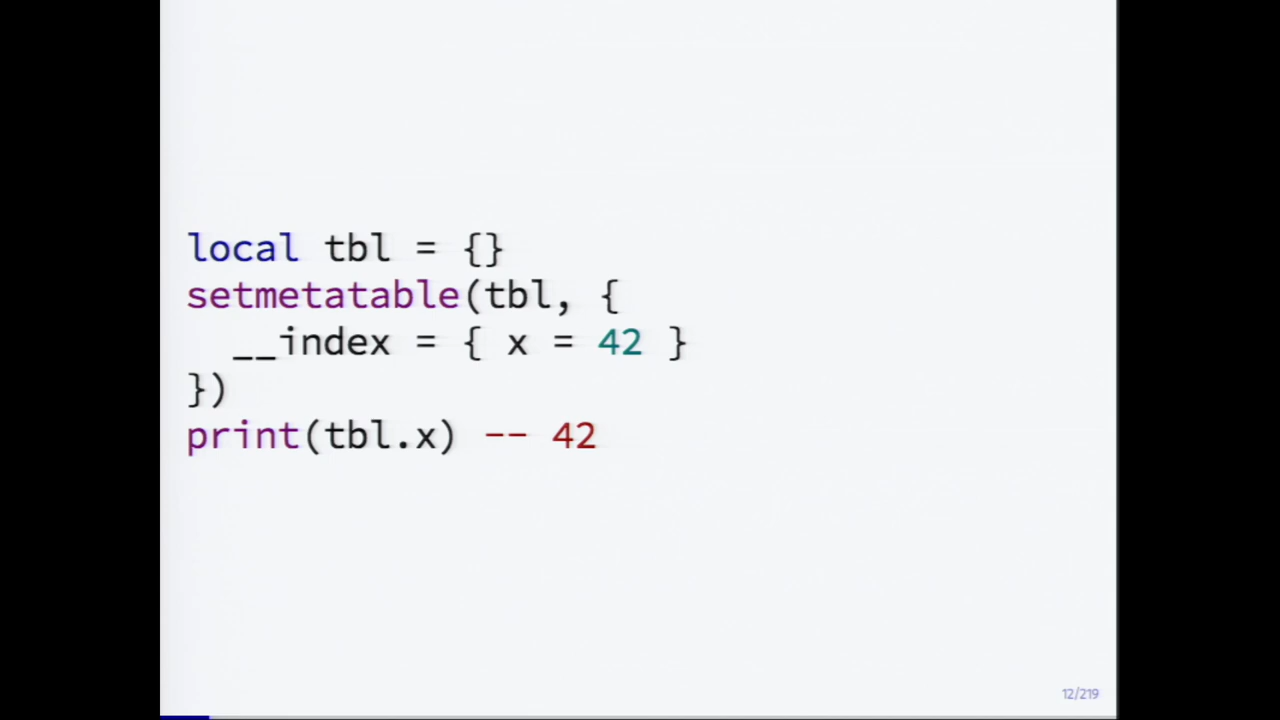 local tbl = {}
setmetatable(tbl, {
  __index = { x = 42 }
})
print(tbl.x) -- 42
12/219